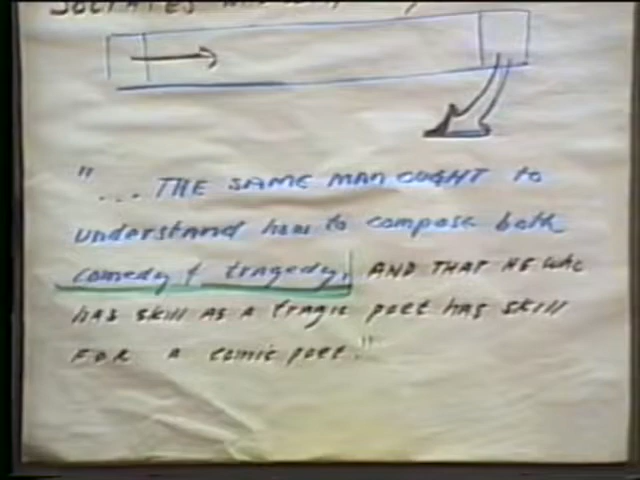 SOCRATES
"... THE SAME MAN OUGHT to
understand how to compose both
comedy & tragedy, AND THAT HE WHO
HAS SKILL AS A tragic poet has skill
FOR A comic poet."